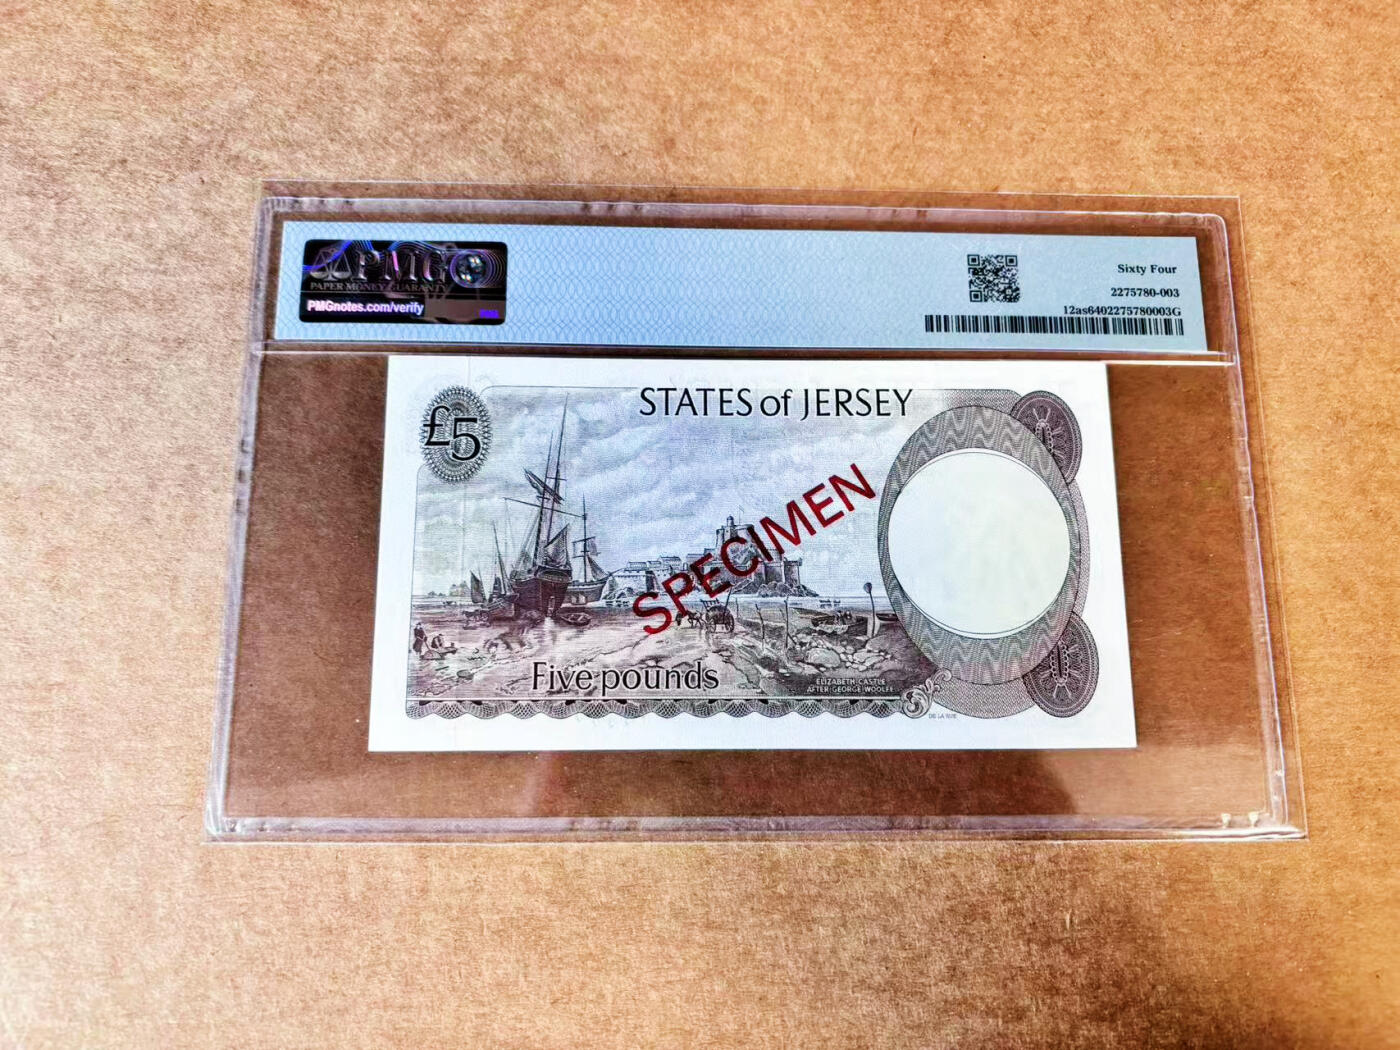 PMG
PAPER MONEY GUARANTY
PMGnotes.com/verify
Sixty Four
2275780-003
12as6402275780003G
STATES of JERSEY
£5
SPECIMEN
Five pounds
ELIZABETH CASTLE
AFTER GEORGE WOOLFE
DE LA RUE